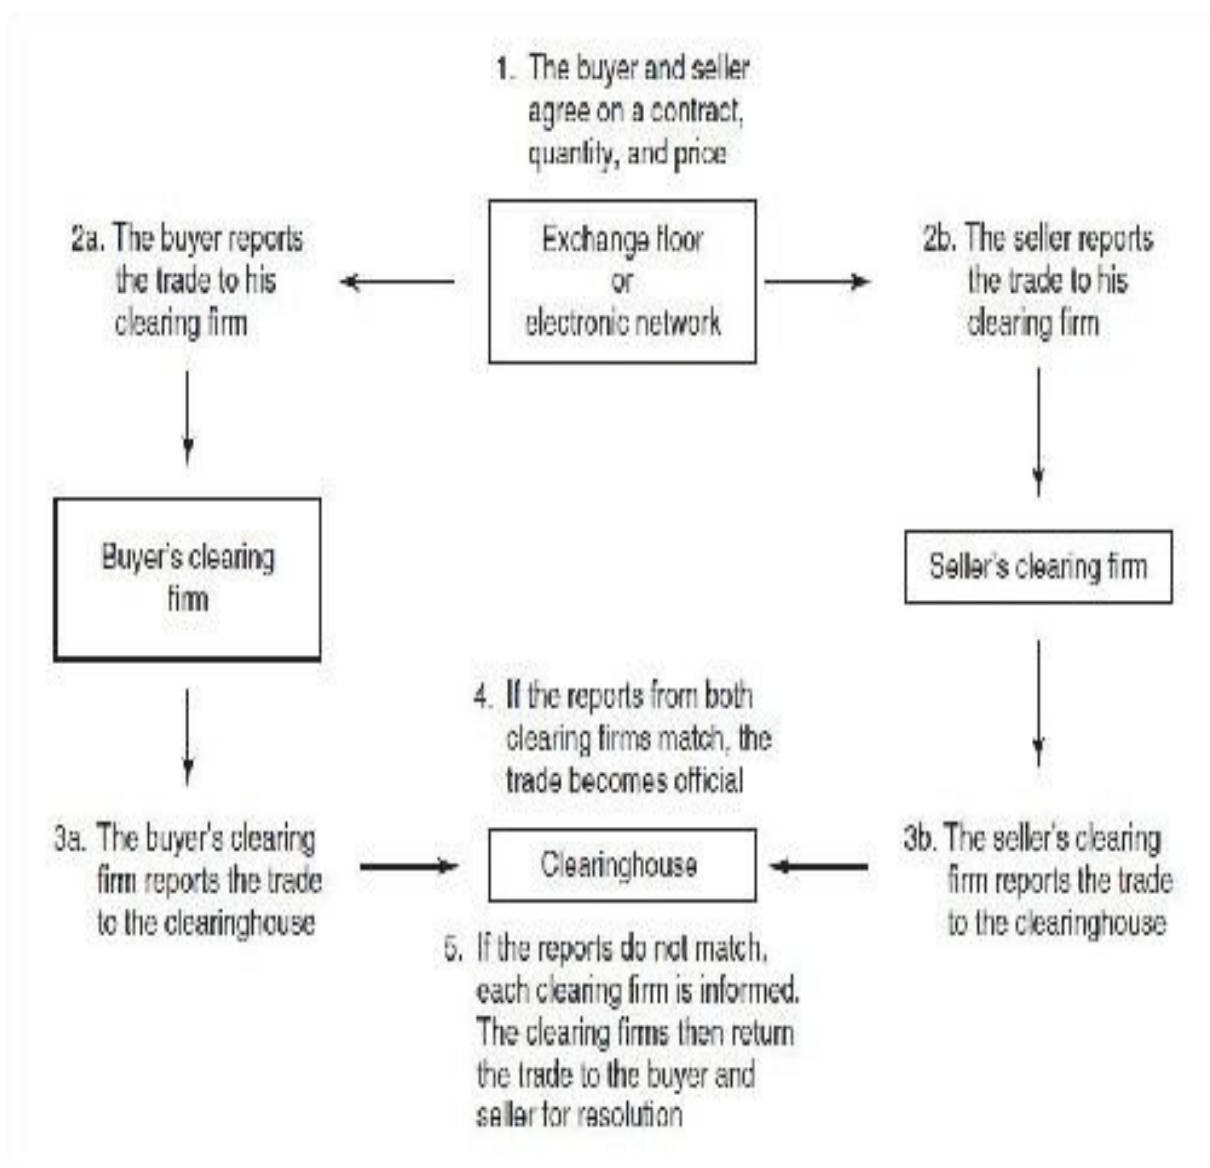 1. The buyer and seller
agree on a contract,
quantity, and price
2a. The buyer reports
the trade to his
clearing firm
Exchange floor
or
electronic network
2b. The seller reports
the trade to his
clearing firm
Buyer's clearing
firm
Seller's clearing firm
4. If the reports from both
clearing firms match, the
trade becomes official
3a. The buyer's clearing
firm reports the trade
to the clearinghouse
Clearinghouse
3b. The seller's clearing
firm reports the trade
to the clearinghouse
5. If the reports do not match,
each clearing firm is informed.
The clearing firms then return
the trade to the buyer and
seller for resolution